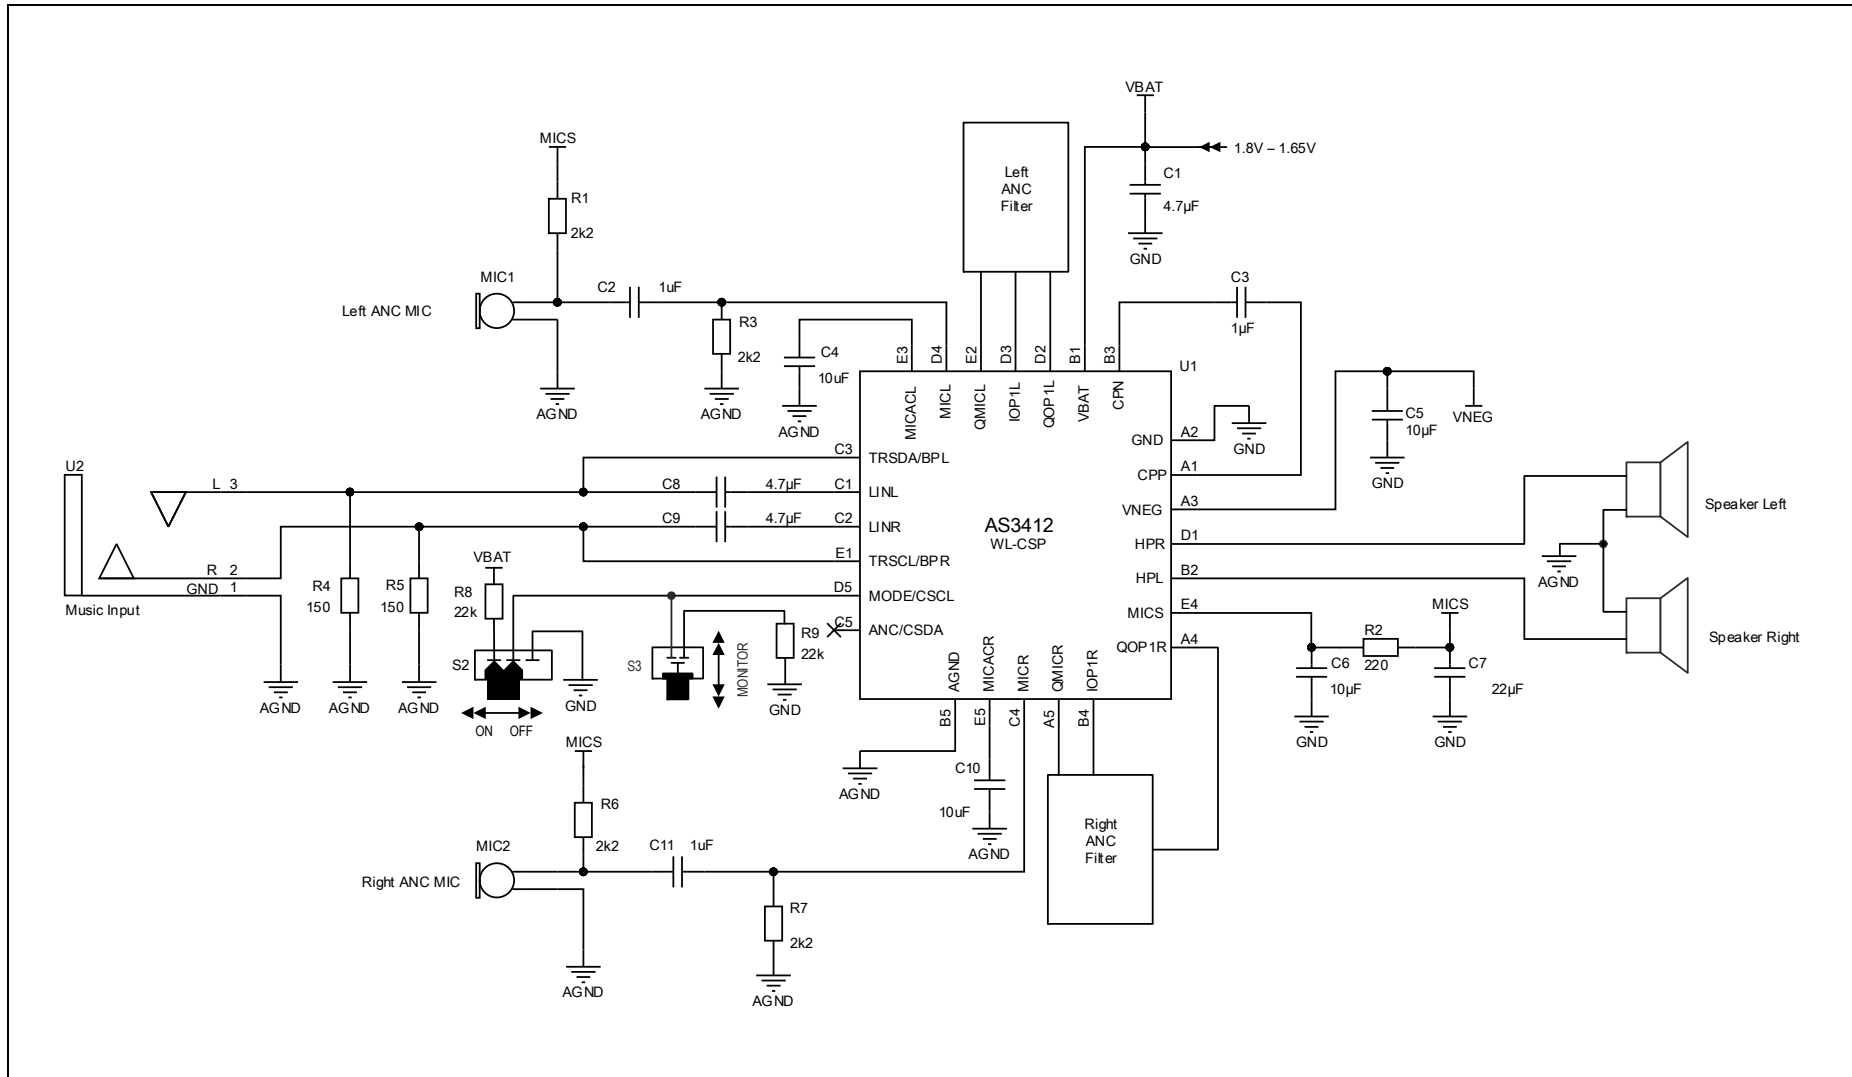 VBAT
1.8V – 1.65V
C1
4.7µF
GND
MICS
R1
2k2
Left
ANC
Filter
MIC1
Left ANC MIC
C2
1uF
R3
2k2
AGND
AGND
C4
10uF
AGND
C3
1µF
E3
D4
E2
D3
D2
B1
B3
U1
MICACL
MICL
QMICL
IOP1L
QOP1L
VBAT
CPN
C5
10µF
VNEG
GND
GND
A2
GND
CPP
A1
VNEG
A3
HPR
D1
HPL
B2
MICS
E4
QOP1R
A4
AS3412
WL-CSP
C3
TRSDA/BPL
C1
LINL
C2
LINR
E1
TRSCL/BPR
D5
MODE/CSCL
C5
ANC/CSDA
U2
L 3
R 2
GND 1
Music Input
C8
4.7µF
C9
4.7µF
R4
150
R5
150
AGND
AGND
AGND
VBAT
R8
22k
S2
ON OFF
GND
S3
MONITOR
R9
22k
GND
Speaker Left
AGND
Speaker Right
MICS
R2
220
C6
10µF
C7
22µF
GND
GND
AGND
MICACR
MICR
QMICR
IOP1R
B5
E5
C4
A5
B4
AGND
C10
10uF
AGND
Right
ANC
Filter
MICS
R6
2k2
MIC2
Right ANC MIC
C11
1uF
R7
2k2
AGND
AGND